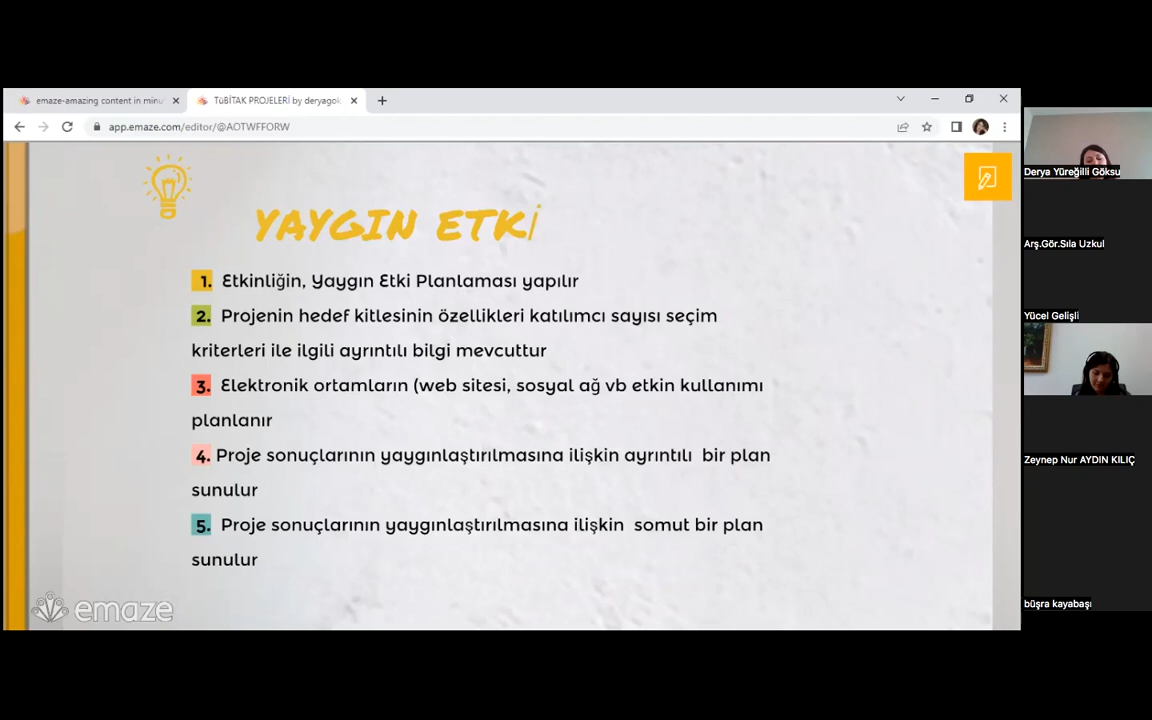 emaze-amazing content in minu
TüBİTAK PROJELERİ by deryagok
app.emaze.com/editor/@AOTWFFORW
YAYGIN ETKİ
1. Etkinliğin, Yaygın Etki Planlaması yapılır
2. Projenin hedef kitlesinin özellikleri katılımcı sayısı seçim
kriterleri ile ilgili ayrıntılı bilgi mevcuttur
3. Elektronik ortamların (web sitesi, sosyal ağ vb etkin kullanımı
planlanır
4. Proje sonuçlarının yaygınlaştırılmasına ilişkin ayrıntılı bir plan
sunulur
5. Proje sonuçlarının yaygınlaştırılmasına ilişkin somut bir plan
sunulur
emaze
Derya Yüreğilli Göksu
Arş.Gör.Sıla Uzkul
Yücel Gelişli
Zeynep Nur AYDIN KILIÇ
büşra kayabaşı